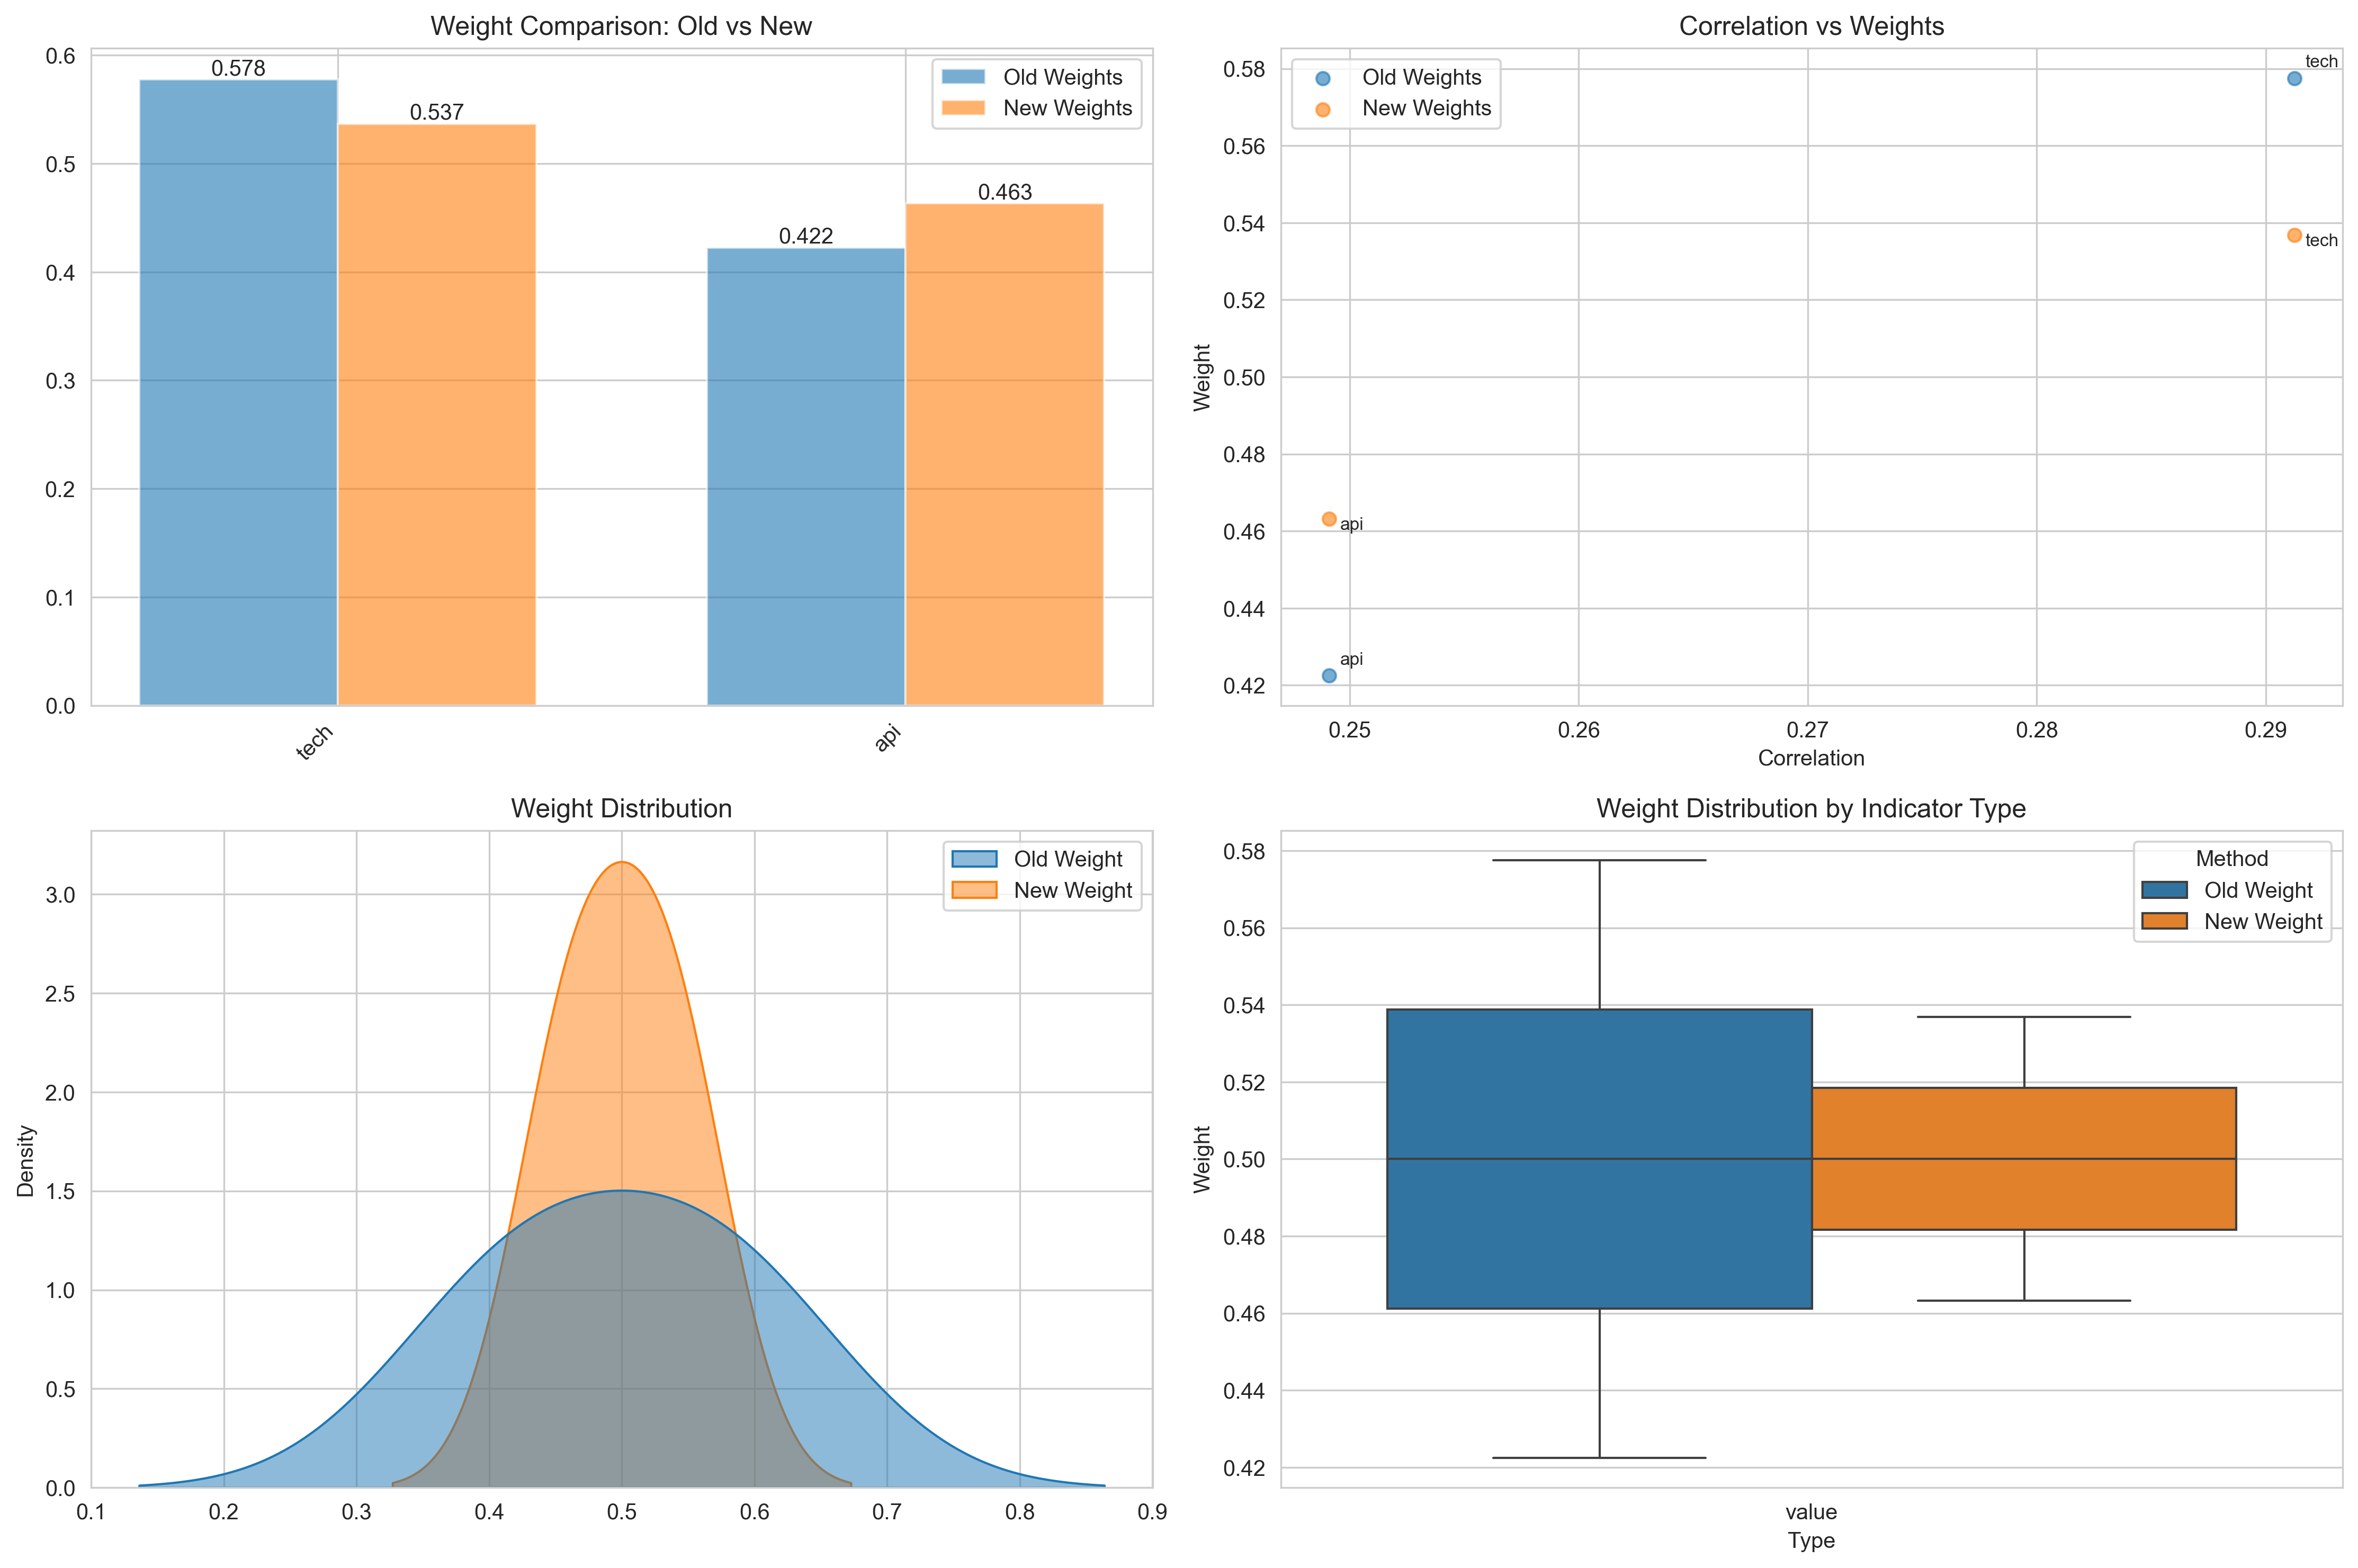 Weight Comparison: Old vs New
0.6
0.5
0.4
0.3
0.2
0.1
0.0
0.578
0.537
0.422
0.463
Old Weights
New Weights
tech
api
Correlation vs Weights
0.58
0.56
0.54
0.52
0.50
0.48
0.46
0.44
0.42
Weight
Old Weights
New Weights
tech
tech
api
api
0.25
0.26
0.27
0.28
0.29
Correlation
Weight Distribution
3.0
2.5
2.0
1.5
1.0
0.5
0.0
Density
Old Weight
New Weight
0.1
0.2
0.3
0.4
0.5
0.6
0.7
0.8
0.9
Weight Distribution by Indicator Type
0.58
0.56
0.54
0.52
0.50
0.48
0.46
0.44
0.42
Weight
Method
Old Weight
New Weight
value
Type